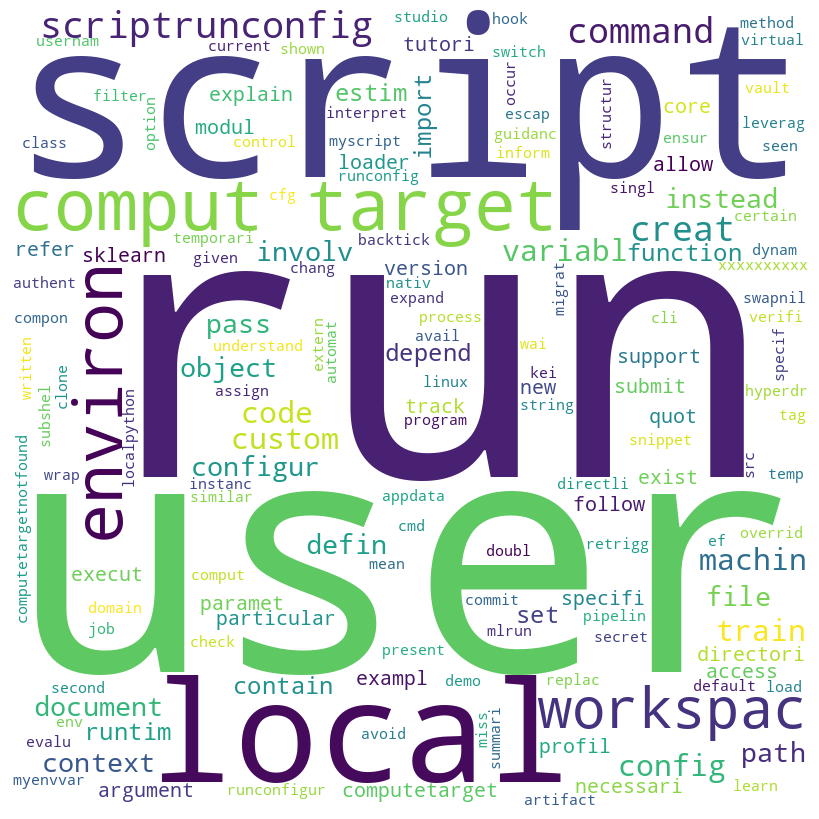 studio hook method
scriptrunconfig command
usernam current shown tutori switch virtual
script
filter option explain estim import occur escap structur core vault
class modul control interpret myscript guidanc ensur leverag
loader runconfig inform allow seen
comput target cfg singl instead certain
temporari given backtick creat
refer sklearn involv variabl function dynam
authent environ chang version nativ migrat specif xxxxxxxxxx
compon expand swapnil
run
written clone subshel localpython pass understand extern automat process avail wai cli verifi
object depend kei support
assign linux new string submit hyperdr
code track program quot tag
custom snippet
wrap configur exist src temp
instanc similar appdata directli follow
user
computetargetnotfound cmd retrigg ef overrid
defin mean doubl machin
execut comput specifi file
domain paramet commit pipelin
job particular set train
check mlrun secret directori
present access
local
second contain exampl demo replac default load
document miss summari workspac
env runtim avoid
evalu profil path
context config
myenvvar necessari learn
argument runconfigur computetarget artifact